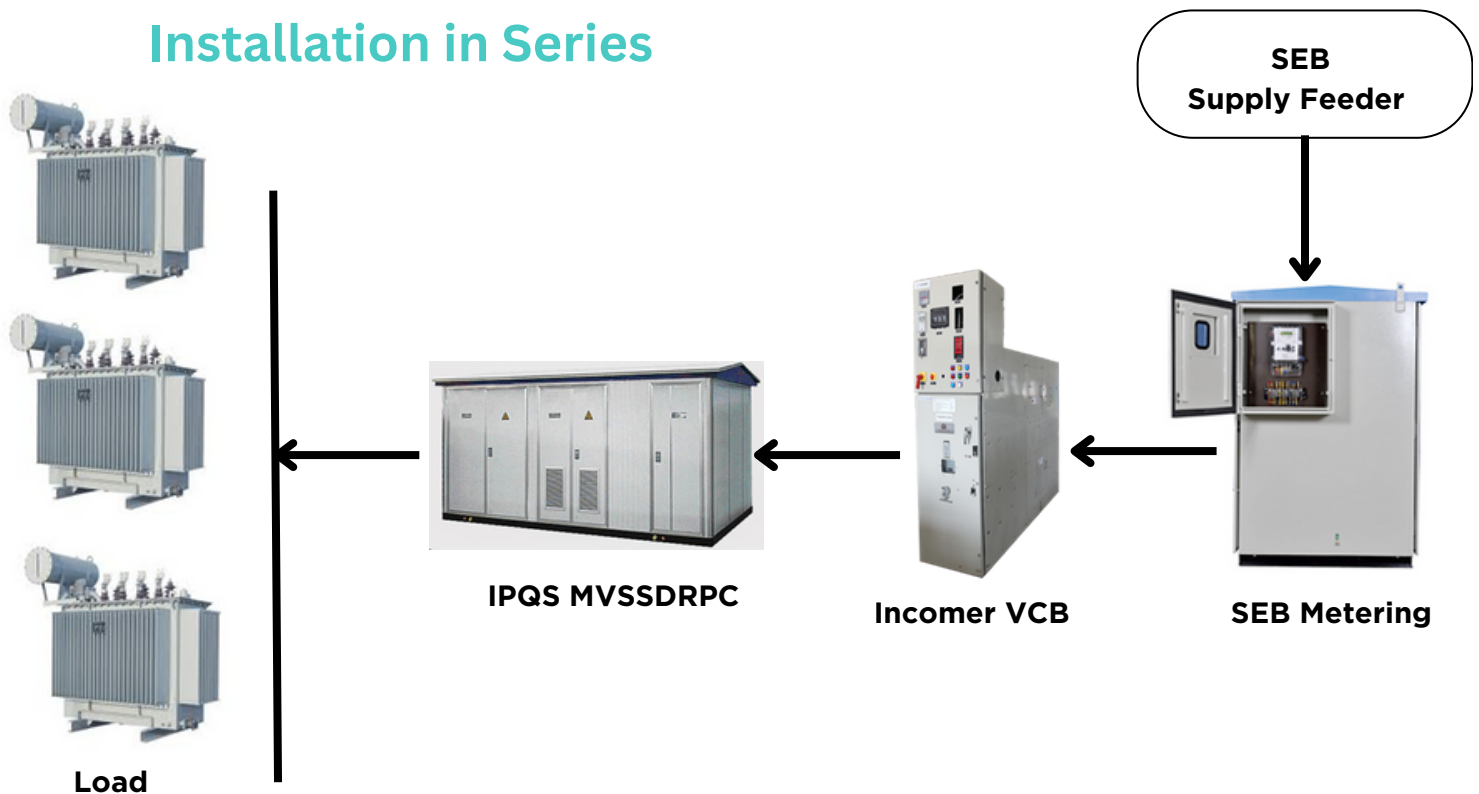 Installation in Series
SEB
Supply Feeder
IPQS MVSSDRPC
Incomer VCB
SEB Metering
Load